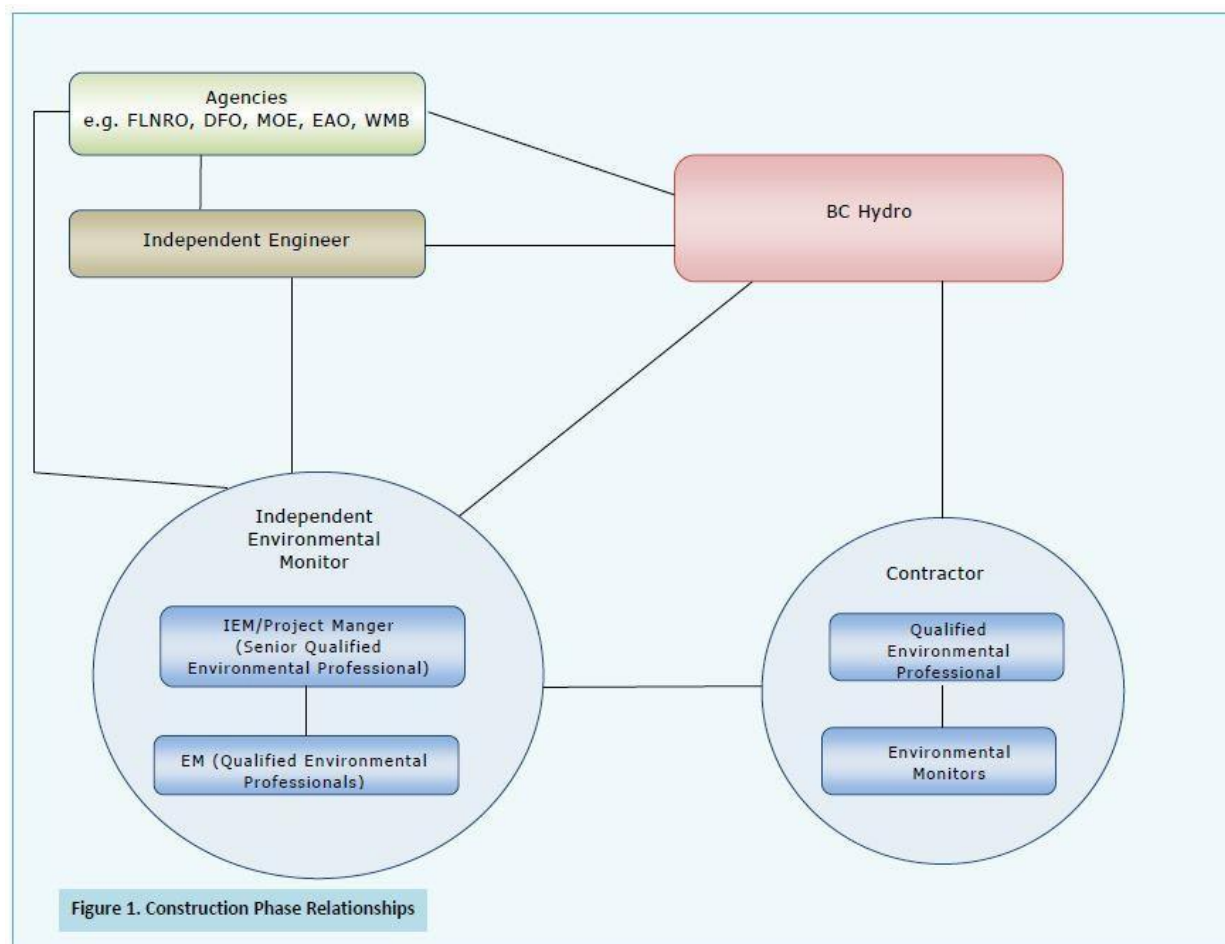 Agencies
e.g. FLNRO, DFO, MOE, EAO, WMB
BC Hydro
Independent Engineer
Independent
Environmental
Monitor
IEM/Project Manger
(Senior Qualified
Environmental Professional)
EM (Qualified Environmental
Professionals)
Contractor
Qualified
Environmental
Professional
Environmental
Monitors
Figure 1. Construction Phase Relationships